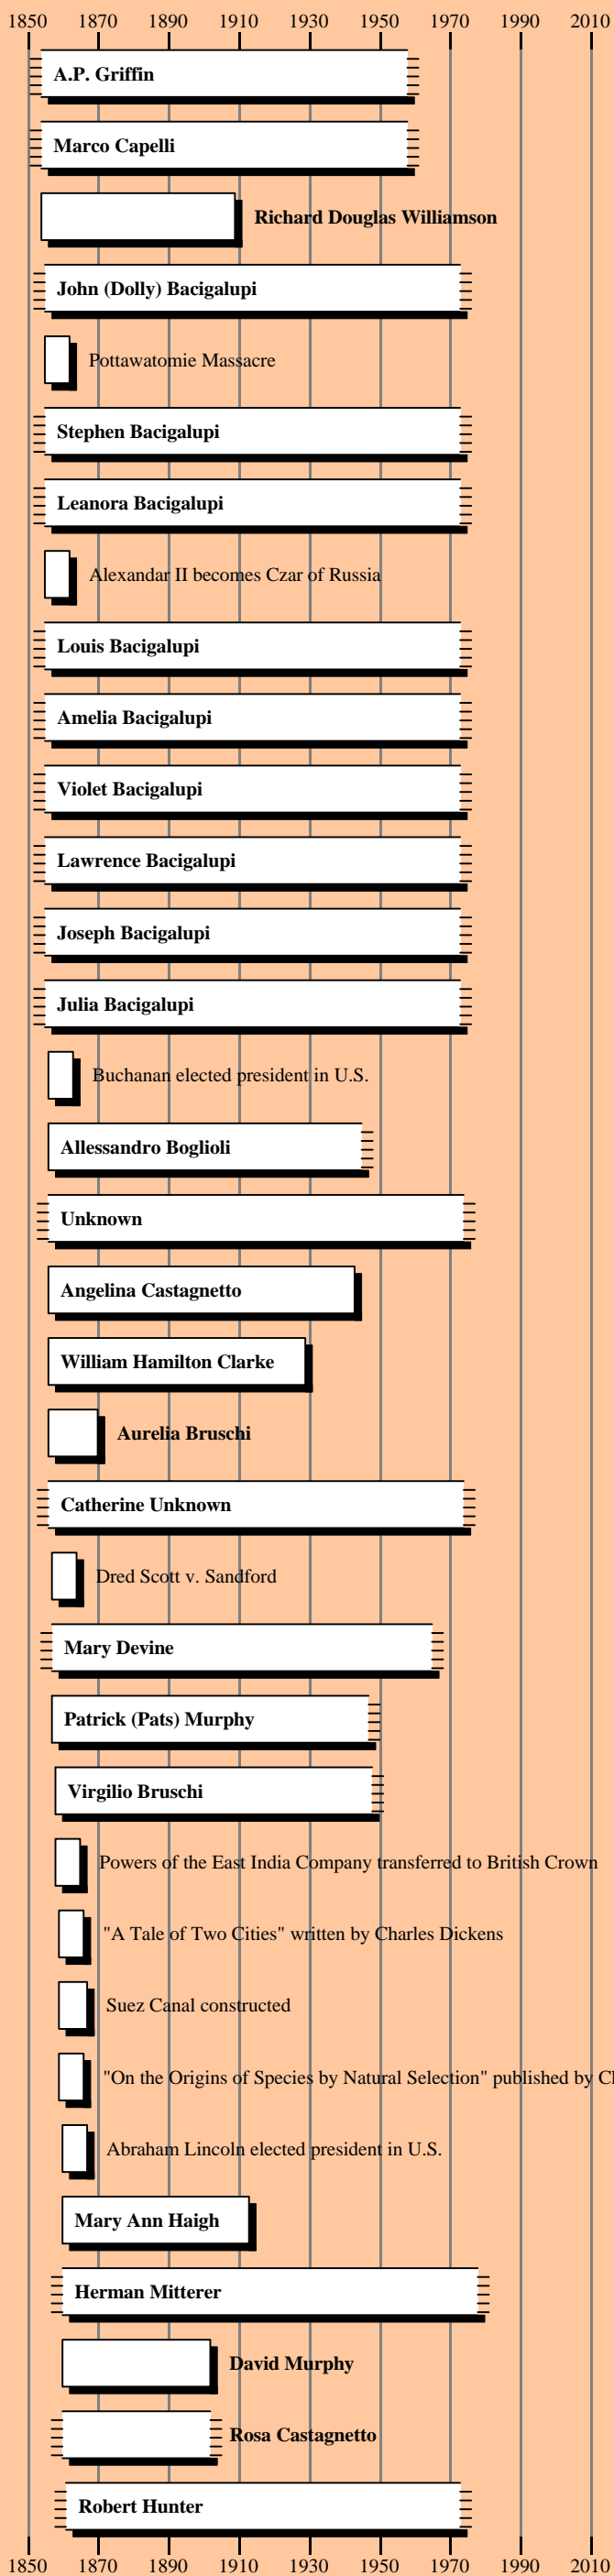 1850 1870 1890 1910 1930 1950 1970 1990 2010
A.P. Griffin
Marco Capelli
Richard Douglas Williamson
John (Dolly) Bacigalupi
Pottawatomie Massacre
Stephen Bacigalupi
Leanora Bacigalupi
Alexandar II becomes Czar of Russia
Louis Bacigalupi
Amelia Bacigalupi
Violet Bacigalupi
Lawrence Bacigalupi
Joseph Bacigalupi
Julia Bacigalupi
Buchanan elected president in U.S.
Allessandro Boglioli
Unknown
Angelina Castagnetto
William Hamilton Clarke
Aurelia Bruschi
Catherine Unknown
Dred Scott v. Sandford
Mary Devine
Patrick (Pats) Murphy
Virgilio Bruschi
Powers of the East India Company transferred to British Crown
"A Tale of Two Cities" written by Charles Dickens
Suez Canal constructed
"On the Origins of Species by Natural Selection" published by
Abraham Lincoln elected president in U.S.
Mary Ann Haigh
Herman Mitterer
David Murphy
Rosa Castagnetto
Robert Hunter
1850 1870 1890 1910 1930 1950 1970 1990 2010